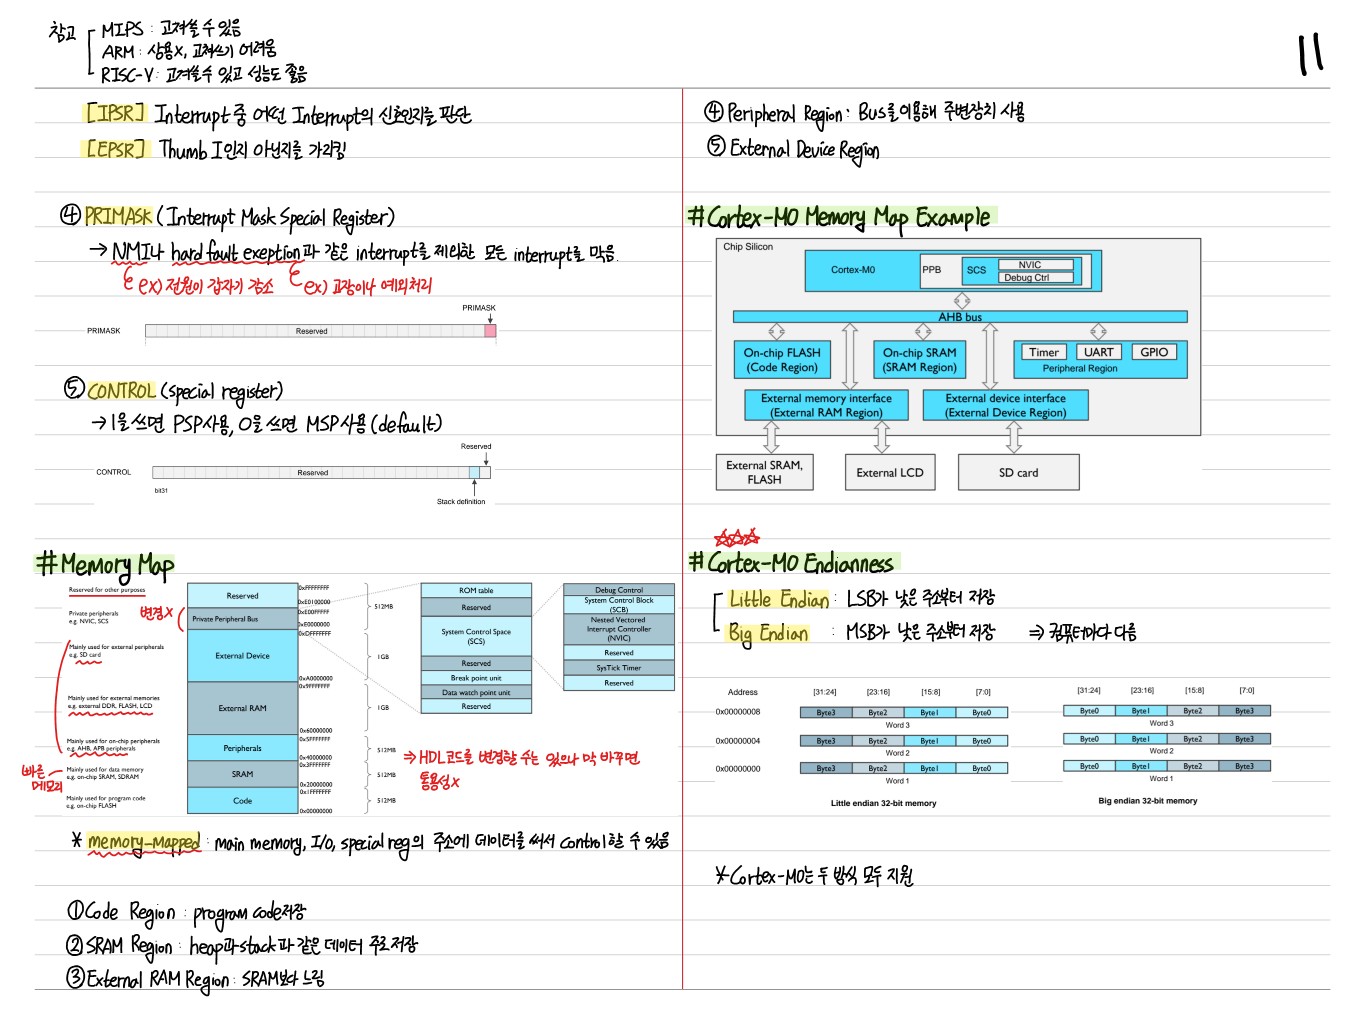 참고
MIPS : 고쳐쓸 수 있음
ARM : 상용X, 고쳐쓰기 어려움
RISC-V : 고쳐쓸수 있고 성능도 좋음
11
[IPSR] Interrupt 중 어떤 Interrupt의 신호인지를 판단
[EPSR] Thumb I인지 아닌지를 가리킴
④ PRIMASK (Interrupt Mask Special Register)
→ NMI나 hard fault exeption과 같은 interrupt를 제외한 모든 interrupt를 막음.
ex) 전원이 갑자기 감소
ex) 고장이나 예외처리
PRIMASK
PRIMASK
Reserved
⑤ CONTROL (special register)
→ 1을 쓰면 PSP사용, 0을 쓰면 MSP사용 (default)
Reserved
CONTROL
Reserved
bit31
Stack definition
# Memory Map
Reserved for other purposes
Private peripherals
e.g. NVIC, SCS
변경X
Mainly used for external peripherals
e.g. SD card
Mainly used for external memories
e.g. external DDR, FLASH, LCD
Mainly used for on-chip peripherals
e.g. AHB, APB peripherals
빠른
메모리
Mainly used for data memory
e.g. on-chip SRAM, SDRAM
Mainly used for program code
e.g. on-chip FLASH
Reserved
Private Peripheral Bus
External Device
External RAM
Peripherals
SRAM
Code
0xFFFFFFFF
0xE0100000
0xE00FFFFF
0xE0000000
0xDFFFFFFF
0xA0000000
0x9FFFFFFF
0x60000000
0x5FFFFFFF
0x40000000
0x3FFFFFFF
0x20000000
0x1FFFFFFF
0x00000000
512MB
1GB
1GB
512MB
512MB
512MB
ROM table
Reserved
System Control Space
(SCS)
Reserved
Break point unit
Data watch point unit
Reserved
Debug Control
System Control Block
(SCB)
Nested Vectored
Interrupt Controller
(NVIC)
Reserved
SysTick Timer
Reserved
⇒ HDL코드를 변경할 수는 있으나 막 바꾸면
통용성X
* memory-mapped : main memory, I/O, special reg의 주소에 데이터를 써서 control할 수 있음
① Code Region : program code저장
② SRAM Region : heap과 stack과 같은 데이터 주로 저장
③ External RAM Region : SRAM보다 느림
④ Peripheral Region : Bus를 이용해 주변장치 사용
⑤ External Device Region
# Cortex-M0 Memory Map Example
Chip Silicon
Cortex-M0
PPB
SCS
NVIC
Debug Ctrl
AHB bus
On-chip FLASH
(Code Region)
On-chip SRAM
(SRAM Region)
Timer
UART
GPIO
Peripheral Region
External memory interface
(External RAM Region)
External device interface
(External Device Region)
External SRAM,
FLASH
External LCD
SD card
# Cortex-M0 Endianness
Little Endian : LSB가 낮은 주소부터 저장
Big Endian : MSB가 낮은 주소부터 저장 ⇒ 컴퓨터마다 다름
Address
[31:24] [23:16] [15:8] [7:0]
0x00000008
Byte3 Byte2 Byte1 Byte0
Word 3
0x00000004
Byte3 Byte2 Byte1 Byte0
Word 2
0x00000000
Byte3 Byte2 Byte1 Byte0
Word 1
Little endian 32-bit memory
[31:24] [23:16] [15:8] [7:0]
Byte0 Byte1 Byte2 Byte3
Word 3
Byte0 Byte1 Byte2 Byte3
Word 2
Byte0 Byte1 Byte2 Byte3
Word 1
Big endian 32-bit memory
* Cortex-M0는 두 방식 모두 지원